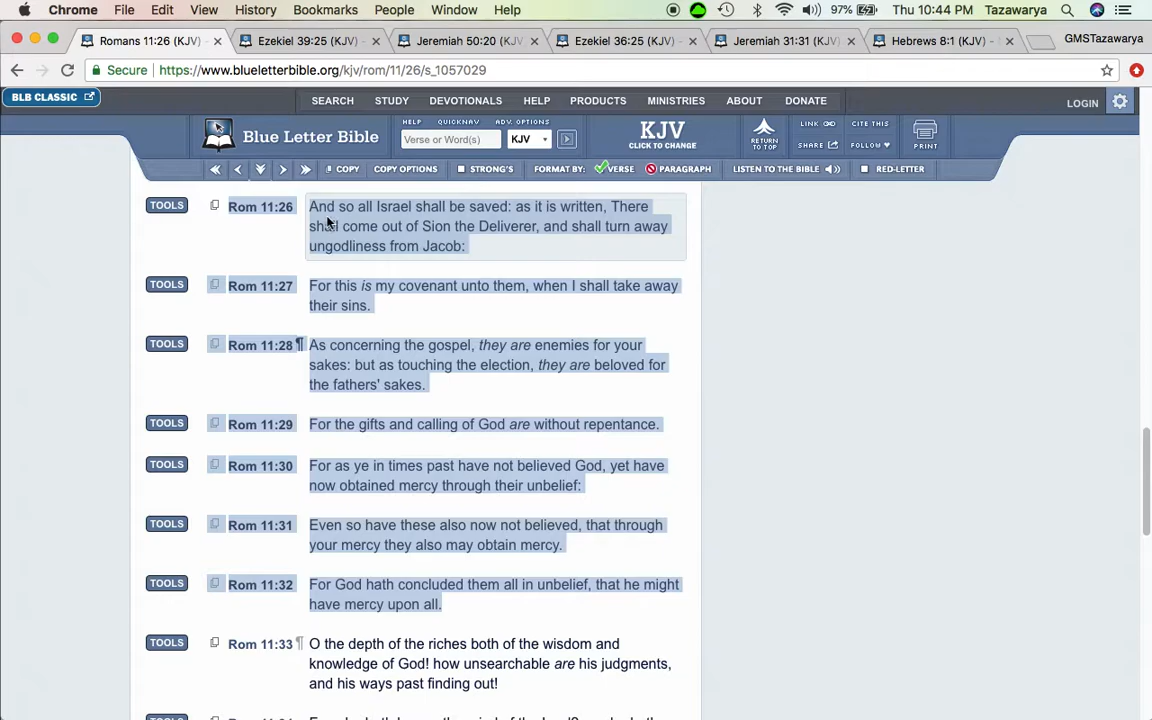 Chrome File Edit View History Bookmarks People Window Help 97% Thu 10:44 PM Tazawarya
Romans 11:26 (KJV) Ezekiel 39:25 (KJV) Jeremiah 50:20 (KJV) Ezekiel 36:25 (KJV) Jeremiah 31:31 (KJV) Hebrews 8:1 (KJV) GMSTazawarya
Secure https://www.blueletterbible.org/kjv/rom/11/26/s_1057029
BLB CLASSIC SEARCH STUDY DEVOTIONALS HELP PRODUCTS MINISTRIES ABOUT DONATE LOGIN
Blue Letter Bible
HELP QUICKNAV ADV. OPTIONS
Verse or Word(s) KJV
KJV
CLICK TO CHANGE
RETURN
TO TOP
LINK CITE THIS
SHARE FOLLOW
PRINT
COPY COPY OPTIONS STRONG'S FORMAT BY: VERSE PARAGRAPH LISTEN TO THE BIBLE RED-LETTER
TOOLS Rom 11:26 And so all Israel shall be saved: as it is written, There
shall come out of Sion the Deliverer, and shall turn away
ungodliness from Jacob:
TOOLS Rom 11:27 For this is my covenant unto them, when I shall take away
their sins.
TOOLS Rom 11:28 ¶ As concerning the gospel, they are enemies for your
sakes: but as touching the election, they are beloved for
the fathers' sakes.
TOOLS Rom 11:29 For the gifts and calling of God are without repentance.
TOOLS Rom 11:30 For as ye in times past have not believed God, yet have
now obtained mercy through their unbelief:
TOOLS Rom 11:31 Even so have these also now not believed, that through
your mercy they also may obtain mercy.
TOOLS Rom 11:32 For God hath concluded them all in unbelief, that he might
have mercy upon all.
TOOLS Rom 11:33 ¶ O the depth of the riches both of the wisdom and
knowledge of God! how unsearchable are his judgments,
and his ways past finding out!